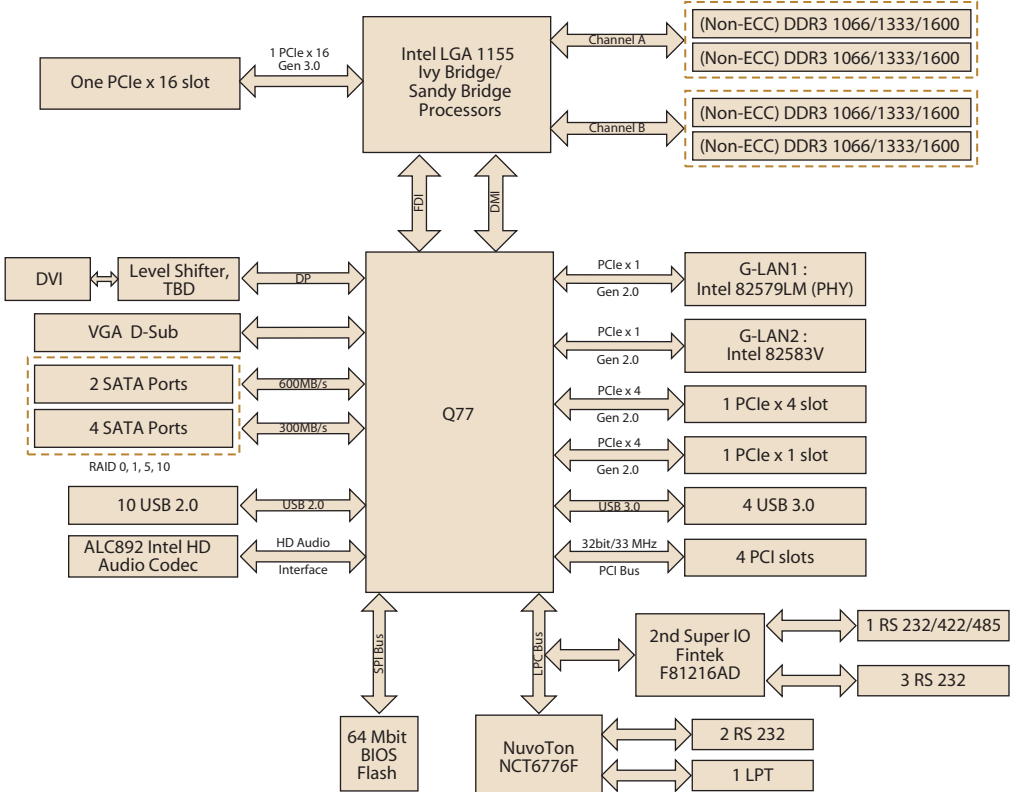 One PCIe x 16 slot
1 PCIe x 16
Gen 3.0
Intel LGA 1155
Ivy Bridge/
Sandy Bridge
Processors
Channel A
(Non-ECC) DDR3 1066/1333/1600
(Non-ECC) DDR3 1066/1333/1600
Channel B
(Non-ECC) DDR3 1066/1333/1600
(Non-ECC) DDR3 1066/1333/1600
FDI
DMI
DVI
Level Shifter,
TBD
DP
VGA D-Sub
2 SATA Ports
600MB/s
4 SATA Ports
300MB/s
RAID 0, 1, 5, 10
10 USB 2.0
USB 2.0
ALC892 Intel HD
Audio Codec
HD Audio
Interface
Q77
PCIe x 1
Gen 2.0
G-LAN1 :
Intel 82579LM (PHY)
PCIe x 1
Gen 2.0
G-LAN2 :
Intel 82583V
PCIe x 4
Gen 2.0
1 PCIe x 4 slot
PCIe x 4
Gen 2.0
1 PCIe x 1 slot
USB 3.0
4 USB 3.0
32bit/33 MHz
PCI Bus
4 PCI slots
SPI Bus
LPC Bus
2nd Super IO
Fintek
F81216AD
1 RS 232/422/485
3 RS 232
64 Mbit
BIOS
Flash
NuvoTon
NCT6776F
2 RS 232
1 LPT